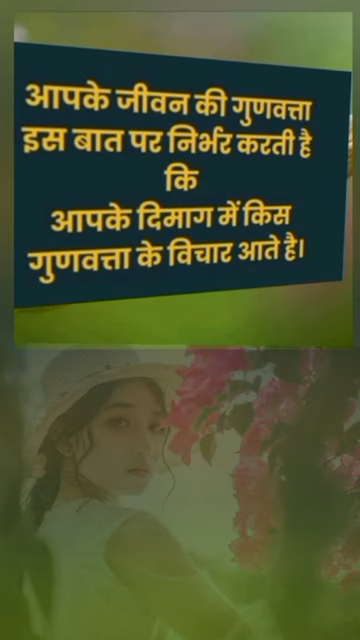 आपके जीवन की गुणवत्ता
इस बात पर निर्भर करती है
कि
आपके दिमाग में किस
गुणवत्ता के विचार आते है।